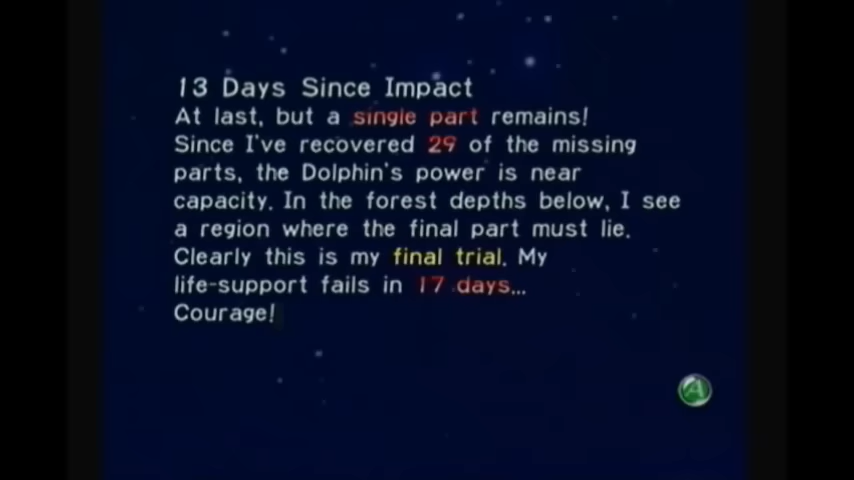 13 Days Since Impact
At last, but a single part remains!
Since I've recovered 29 of the missing
parts, the Dolphin's power is near
capacity. In the forest depths below, I see
a region where the final part must lie.
Clearly this is my final trial. My
life-support fails in 17 days...
Courage!
A